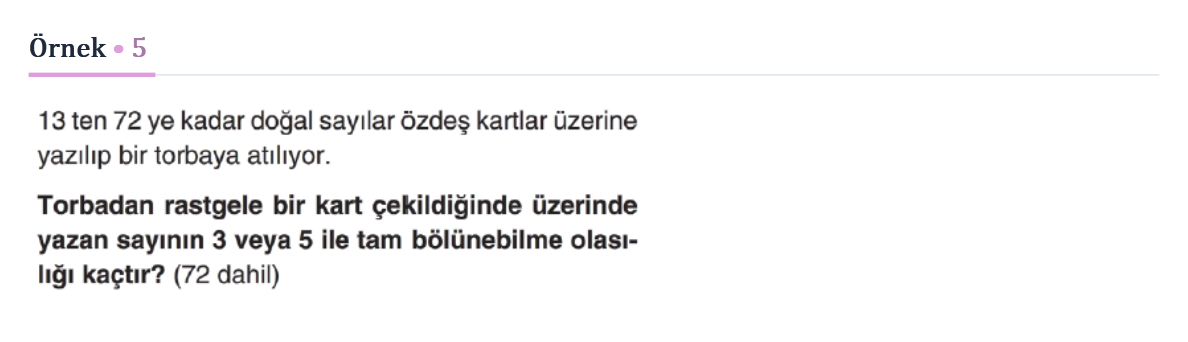 Örnek • 5
13 ten 72 ye kadar doğal sayılar özdeş kartlar üzerine
yazılıp bir torbaya atılıyor.
Torbadan rastgele bir kart çekildiğinde üzerinde
yazan sayının 3 veya 5 ile tam bölünebilme olası-
lığı kaçtır? (72 dahil)